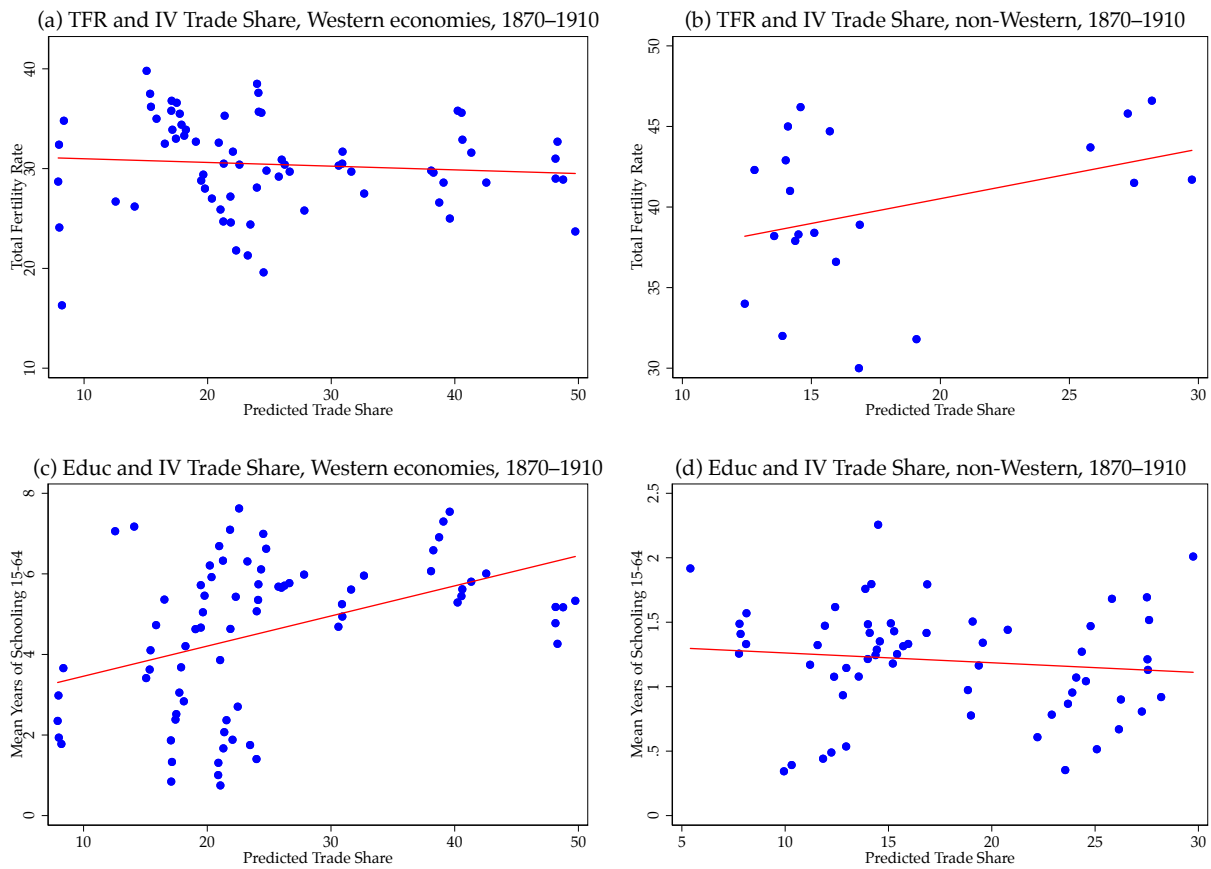 (a) TFR and IV Trade Share, Western economies, 1870–1910
Total Fertility Rate
40
30
20
10
10 20 30 40 50
Predicted Trade Share
(b) TFR and IV Trade Share, non-Western, 1870–1910
Total Fertility Rate
50
45
40
35
30
10 15 20 25 30
Predicted Trade Share
(c) Educ and IV Trade Share, Western economies, 1870–1910
Mean Years of Schooling 15-64
8
6
4
2
0
10 20 30 40 50
Predicted Trade Share
(d) Educ and IV Trade Share, non-Western, 1870–1910
Mean Years of Schooling 15-64
2.5
2
1.5
1
.5
0
5 10 15 20 25 30
Predicted Trade Share